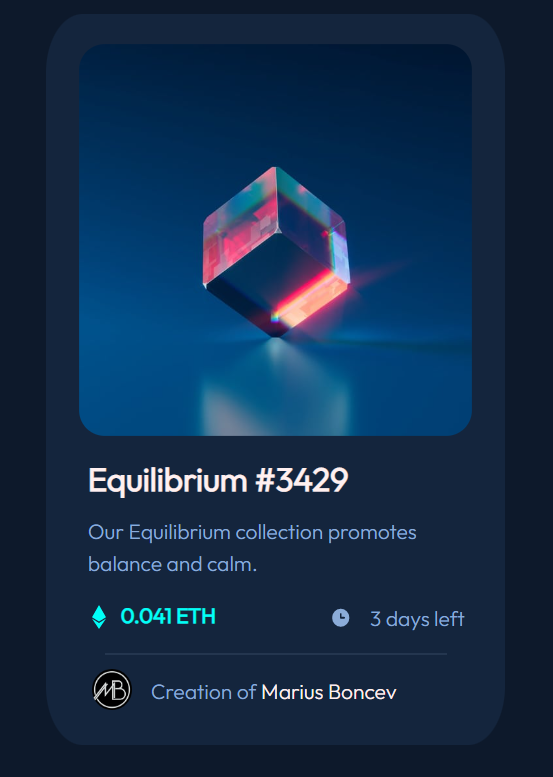 Equilibrium #3429
Our Equilibrium collection promotes
balance and calm.
0.041 ETH
3 days left
MB
Creation of Marius Boncev